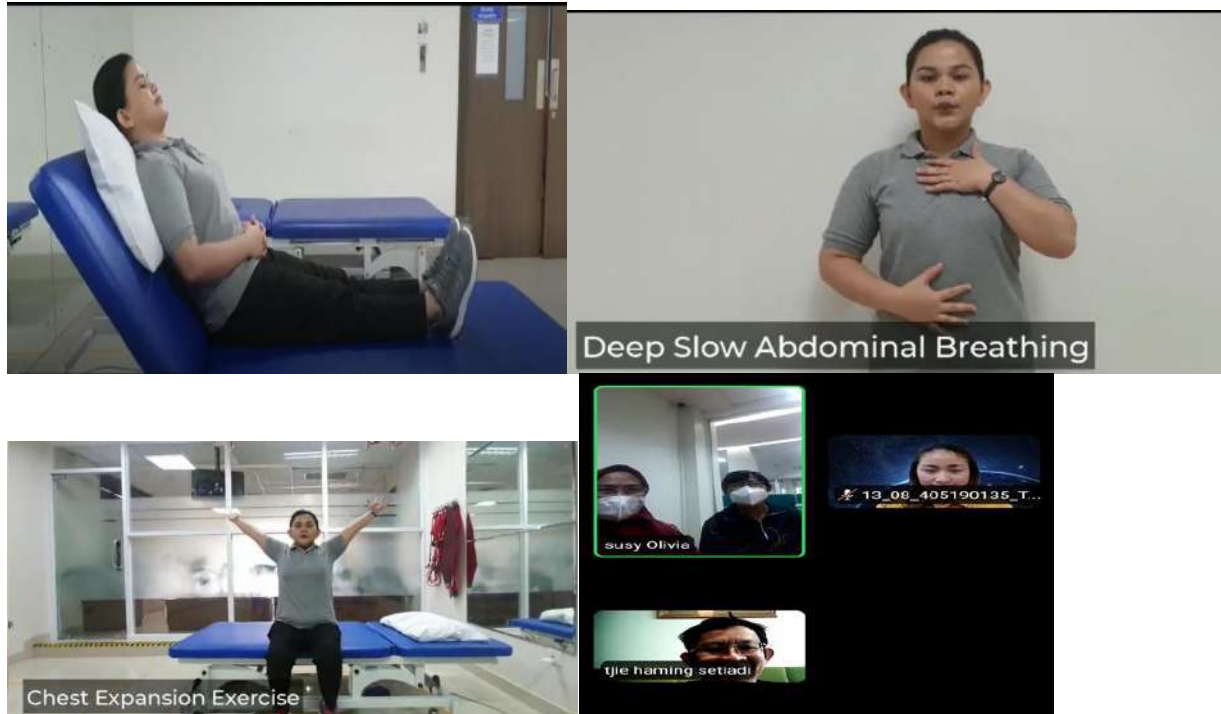 Deep Slow Abdominal Breathing
Chest Expansion Exercise
susy Olivia
13_08_405190135_T...
tjie haming setiadi